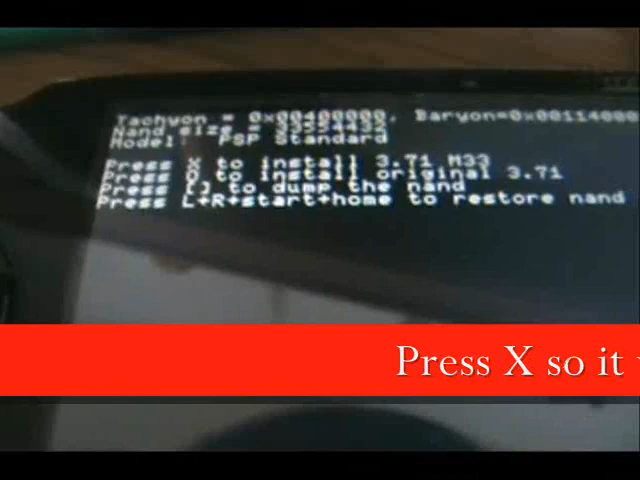 Tachyon = 0x00400000, Baryon=0x00114000
Nand size = 33554432
Model: PSP Standard
Press X to install 3.71 M33
Press O to install original 3.71
Press [] to dump the nand
Press L+R+start+home to restore nand
Press X so it